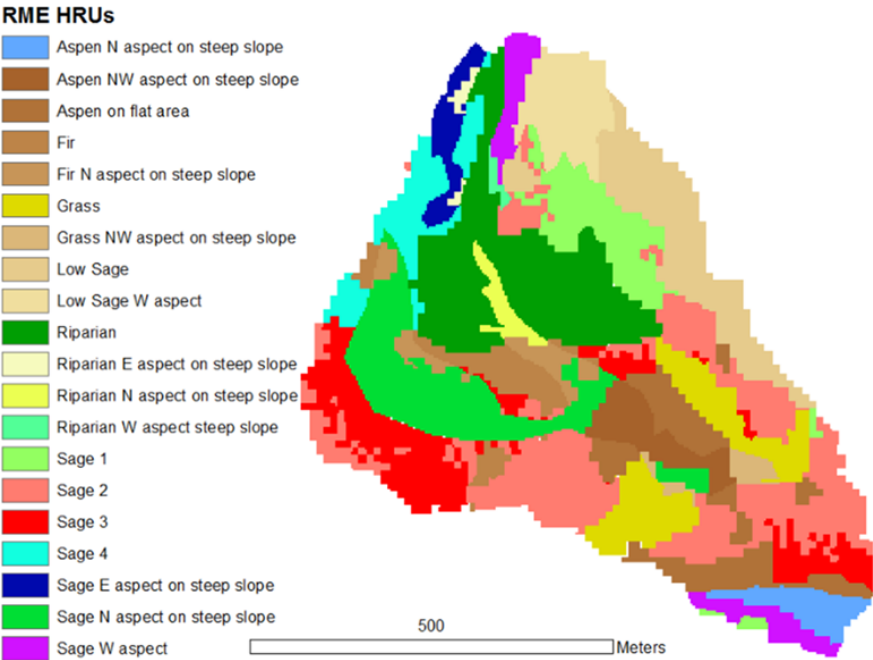 RME HRUs
Aspen N aspect on steep slope
Aspen NW aspect on steep slope
Aspen on flat area
Fir
Fir N aspect on steep slope
Grass
Grass NW aspect on steep slope
Low Sage
Low Sage W aspect
Riparian
Riparian E aspect on steep slope
Riparian N aspect on steep slope
Riparian W aspect steep slope
Sage 1
Sage 2
Sage 3
Sage 4
Sage E aspect on steep slope
Sage N aspect on steep slope
500
Sage W aspect
Meters